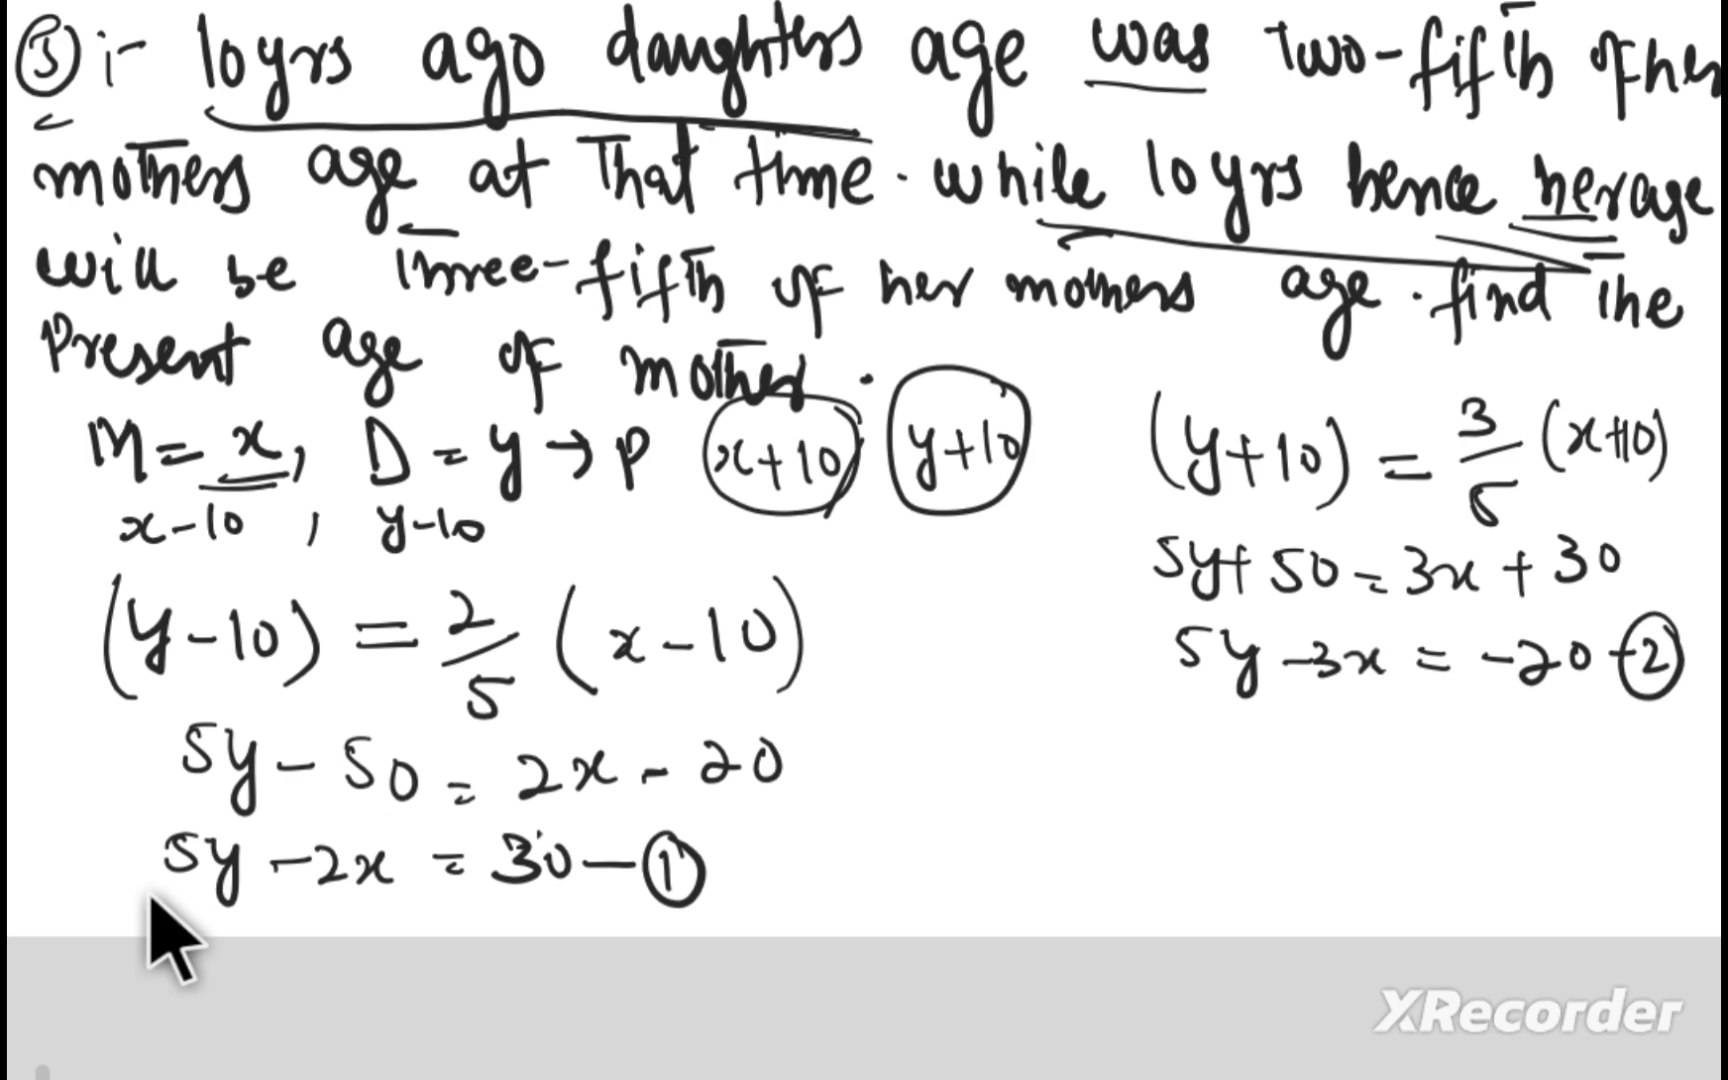 ③:- 10yrs ago daughters age was Two-fifth of her
mothers age at That time. while 10yrs hence her age
will be Three-fifth of her mothers age. find the
Present age of mother.
M = x, D = y → P x+10 y+10
x-10 , y-10
(y-10) = 2/5 (x-10)
5y - 50 = 2x - 20
5y - 2x = 30 - ①
(y+10) = 3/5 (x+10)
5y + 50 = 3x + 30
5y - 3x = -20 - ②
XRecorder